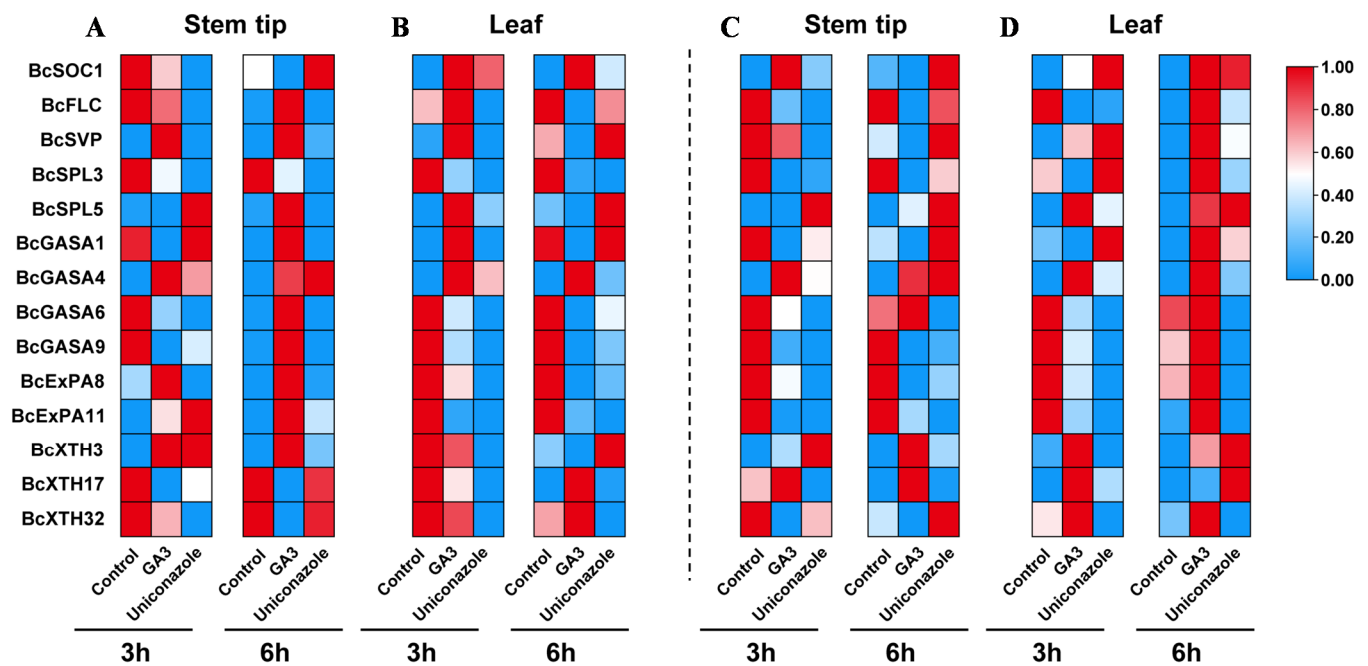 A Stem tip B Leaf C Stem tip D Leaf
BcSOC1
BcFLC
BcSVP
BcSPL3
BcSPL5
BcGASA1
BcGASA4
BcGASA6
BcGASA9
BcExPA8
BcExPA11
BcXTH3
BcXTH17
BcXTH32
1.00
0.80
0.60
0.40
0.20
0.00
Control GA3 Uniconazole Control GA3 Uniconazole Control GA3 Uniconazole Control GA3 Uniconazole Control GA3 Uniconazole Control GA3 Uniconazole Control GA3 Uniconazole Control GA3 Uniconazole
3h 6h 3h 6h 3h 6h 3h 6h